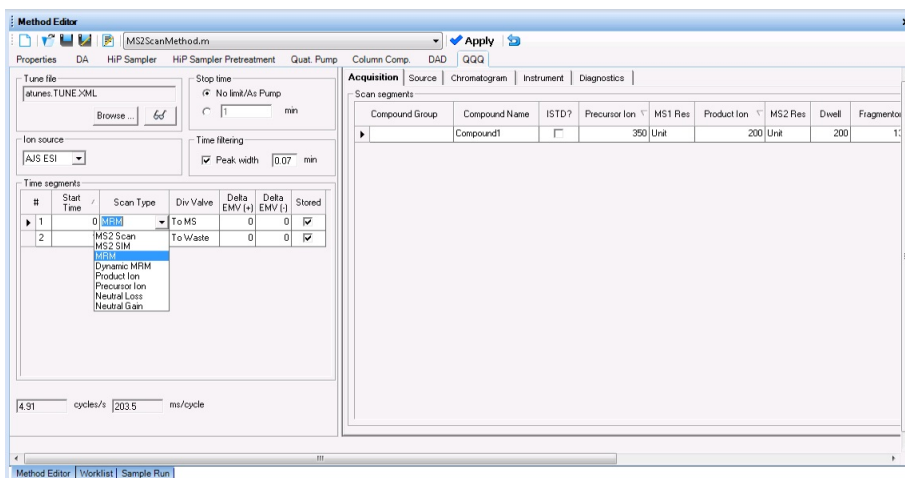 Method Editor
MS2ScanMethod.m Apply
Properties DA HiP Sampler HiP Sampler Pretreatment Quat. Pump Column Comp. DAD QQQ
Tune file
atunes.TUNE.XML
Browse ...
Stop time
No limit/As Pump
1 min
Ion source
AJS ESI
Time filtering
Peak width 0.07 min
Time segments
# Start Time Scan Type Div Valve Delta EMV (+) Delta EMV (-) Stored
1 0 MRM To MS 0 0
2 To Waste 0 0
MS2 Scan
MS2 SIM
MRM
Dynamic MRM
Product Ion
Precursor Ion
Neutral Loss
Neutral Gain
4.91 cycles/s 203.5 ms/cycle
Acquisition Source Chromatogram Instrument Diagnostics
Scan segments
Compound Group Compound Name ISTD? Precursor Ion MS1 Res Product Ion MS2 Res Dwell Fragmentor
Compound1 350 Unit 200 Unit 200
Method Editor Worklist Sample Run